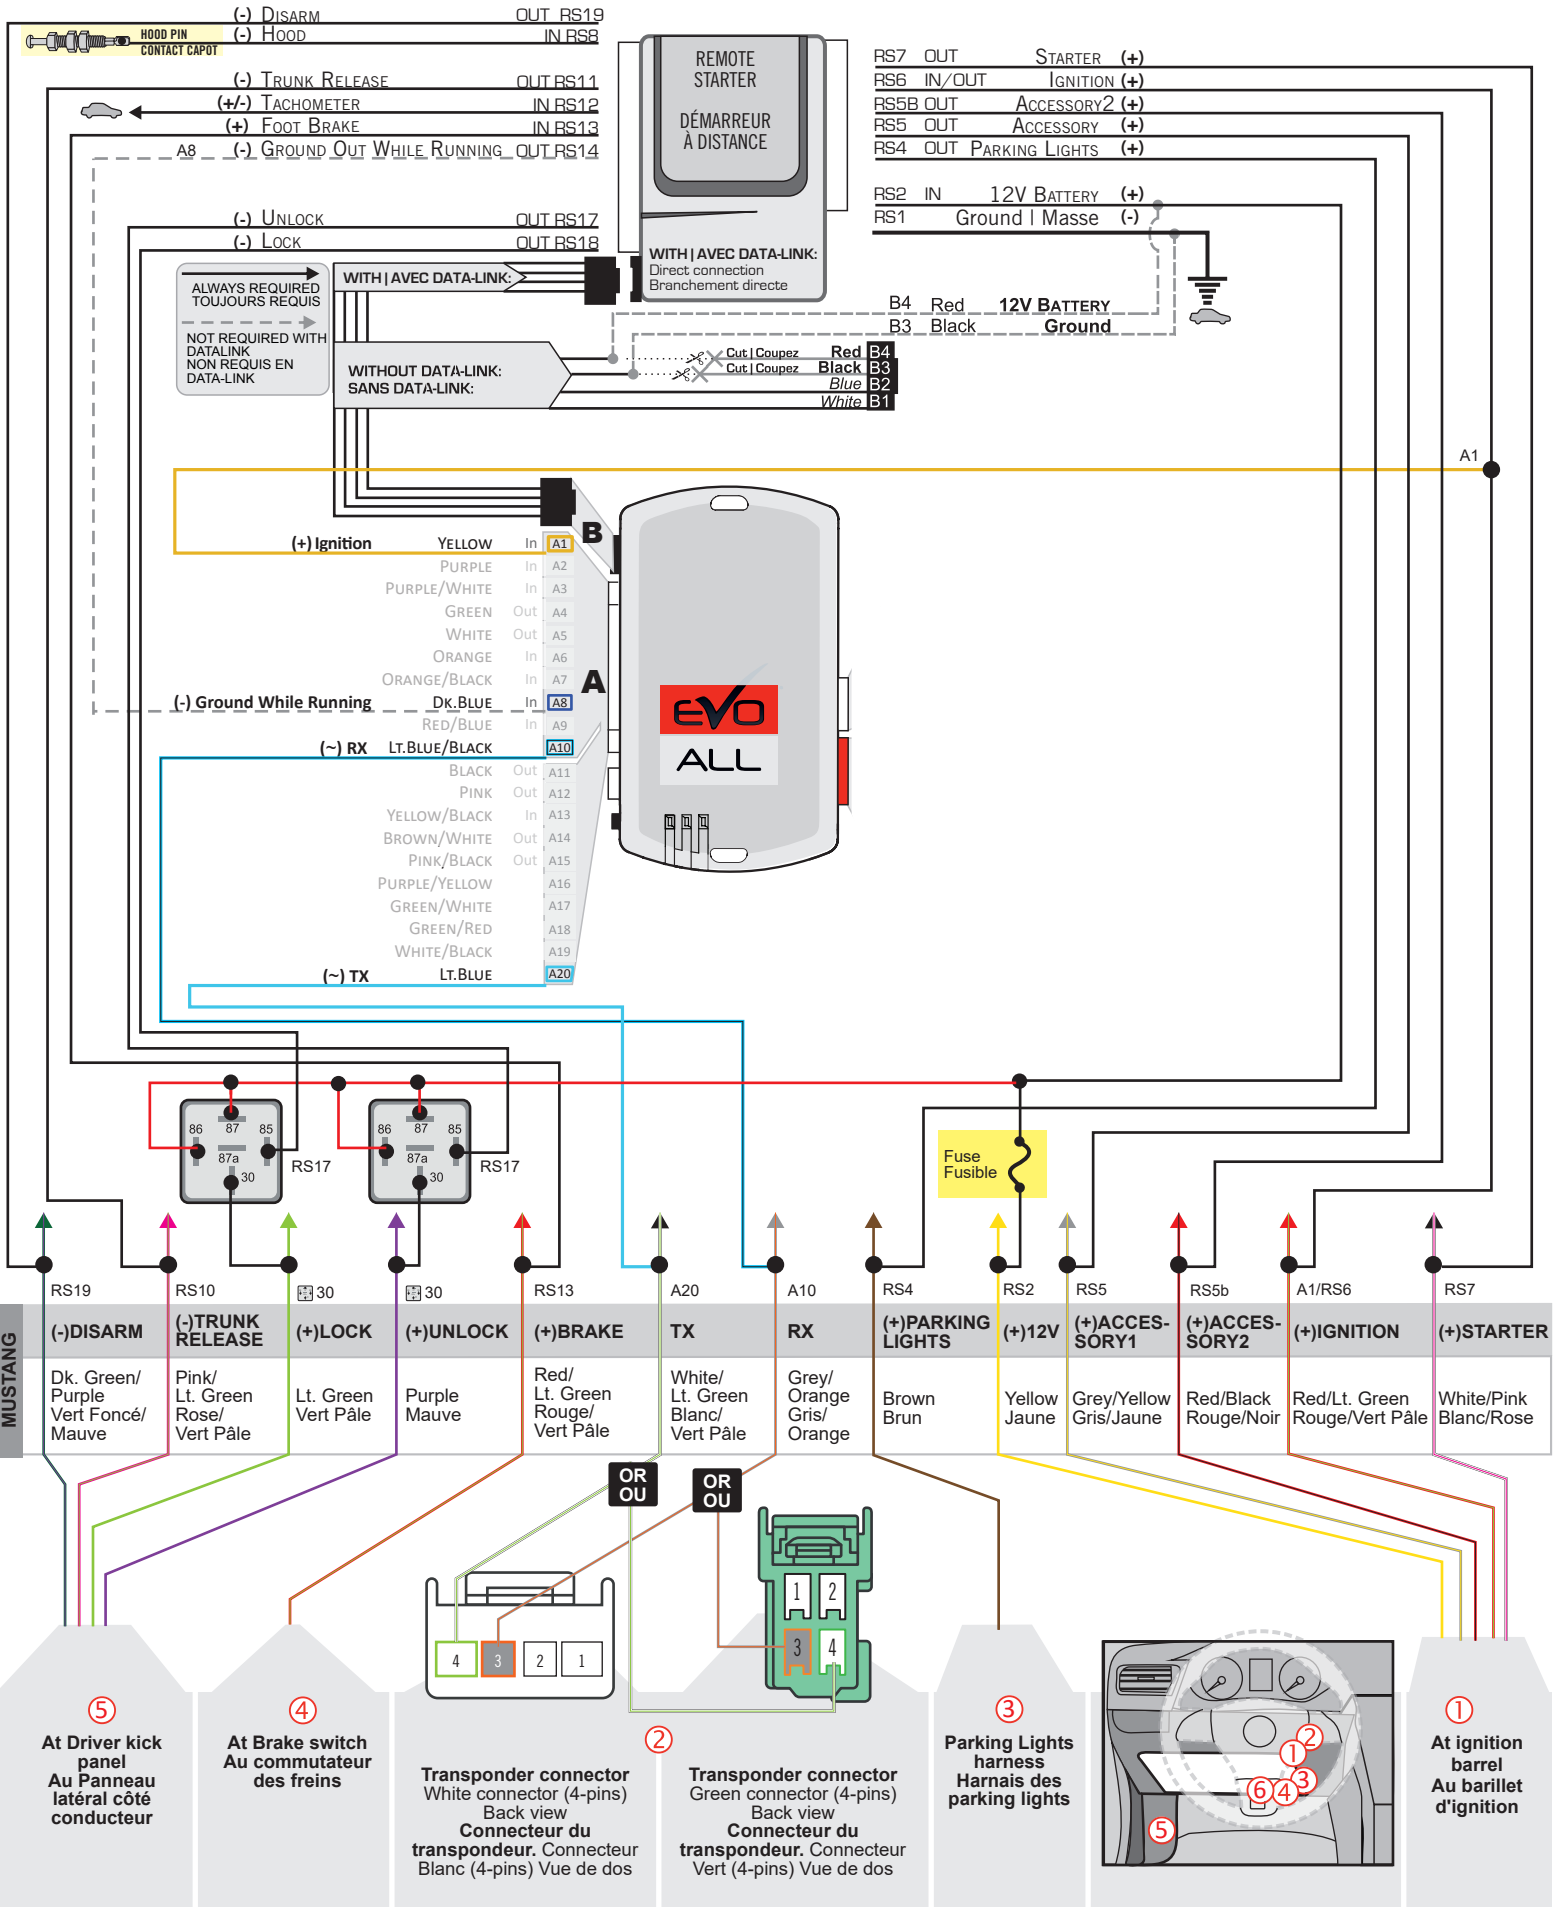 (-) DISARM OUT RS19
HOOD PIN
CONTACT CAPOT
(-) HOOD IN RS8
(-) TRUNK RELEASE OUT RS11
(+/-) TACHOMETER IN RS12
(+) FOOT BRAKE IN RS13
A8 (-) GROUND OUT WHILE RUNNING OUT RS14
(-) UNLOCK OUT RS17
(-) LOCK OUT RS18
REMOTE
STARTER
DÉMARREUR
À DISTANCE
WITH | AVEC DATA-LINK:
Direct connection
Branchement directe
RS7 OUT STARTER (+)
RS6 IN/OUT IGNITION (+)
RS5B OUT ACCESSORY2 (+)
RS5 OUT ACCESSORY (+)
RS4 OUT PARKING LIGHTS (+)
RS2 IN 12V BATTERY (+)
RS1 Ground | Masse (-)
ALWAYS REQUIRED
TOUJOURS REQUIS
NOT REQUIRED WITH
DATALINK
NON REQUIS EN
DATA-LINK
WITH | AVEC DATA-LINK:
B4 Red 12V BATTERY
B3 Black Ground
WITHOUT DATA-LINK:
SANS DATA-LINK:
Cut | Coupez Red B4
Cut | Coupez Black B3
Blue B2
White B1
A1
B
A
(+) Ignition YELLOW In A1
PURPLE In A2
PURPLE/WHITE In A3
GREEN Out A4
WHITE Out A5
ORANGE In A6
ORANGE/BLACK In A7
(-) Ground While Running DK.BLUE In A8
RED/BLUE In A9
(~) RX LT.BLUE/BLACK A10
BLACK Out A11
PINK Out A12
YELLOW/BLACK In A13
BROWN/WHITE Out A14
PINK/BLACK Out A15
PURPLE/YELLOW A16
GREEN/WHITE A17
GREEN/RED A18
WHITE/BLACK A19
(~) TX LT.BLUE A20
EVO
ALL
86 87 85
87a
30
RS17
86 87 85
87a
30
RS17
Fuse
Fusible
RS19 RS10 30 30 RS13 A20 A10 RS4 RS2 RS5 RS5b A1/RS6 RS7
MUSTANG
(-)DISARM
(-)TRUNK
RELEASE
(+)LOCK
(+)UNLOCK
(+)BRAKE
TX
RX
(+)PARKING
LIGHTS
(+)12V
(+)ACCES-
SORY1
(+)ACCES-
SORY2
(+)IGNITION
(+)STARTER
Dk. Green/
Purple
Vert Foncé/
Mauve
Pink/
Lt. Green
Rose/
Vert Pâle
Lt. Green
Vert Pâle
Purple
Mauve
Red/
Lt. Green
Rouge/
Vert Pâle
White/
Lt. Green
Blanc/
Vert Pâle
Grey/
Orange
Gris/
Orange
Brown
Brun
Yellow
Jaune
Grey/Yellow
Gris/Jaune
Red/Black
Rouge/Noir
Red/Lt. Green
Rouge/Vert Pâle
White/Pink
Blanc/Rose
OR
OU
OR
OU
4 3 2 1
1 2
3 4
5
At Driver kick
panel
Au Panneau
latéral côté
conducteur
4
At Brake switch
Au commutateur
des freins
2
Transponder connector
White connector (4-pins)
Back view
Connecteur du
transpondeur. Connecteur
Blanc (4-pins) Vue de dos
Transponder connector
Green connector (4-pins)
Back view
Connecteur du
transpondeur. Connecteur
Vert (4-pins) Vue de dos
3
Parking Lights
harness
Harnais des
parking lights
2
1
3
6 4
5
1
At ignition
barrel
Au barillet
d'ignition